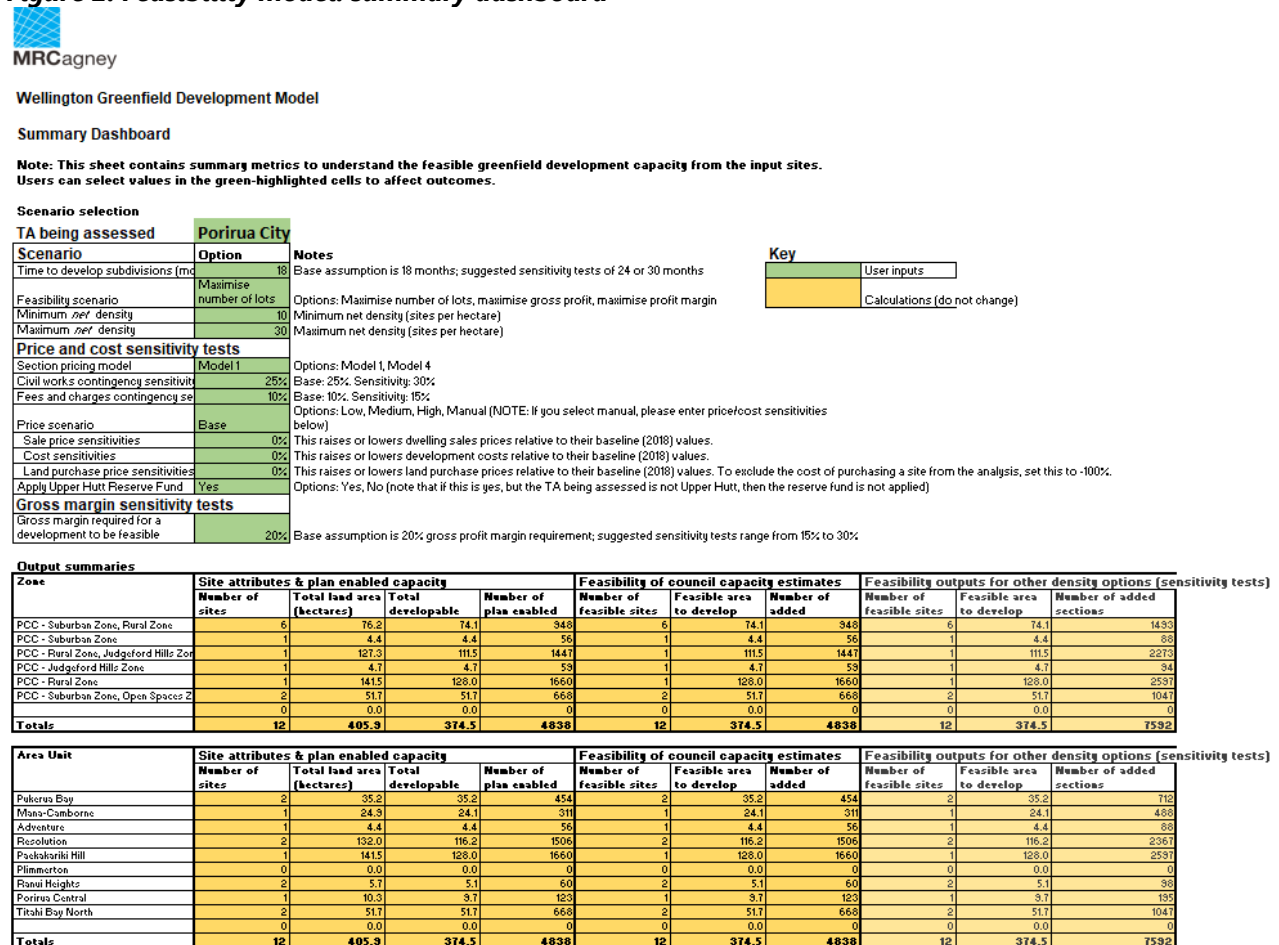 Figure 2: Feasibility model: summary dashboard
MRCagney
Wellington Greenfield Development Model
Summary Dashboard
Note: This sheet contains summary metrics to understand the feasible greenfield development capacity from the input sites.
Users can select values in the green-highlighted cells to affect outcomes.
Scenario selection
TA being assessed Porirua City
Scenario Option Notes Key
Time to develop subdivisions (mo 18 Base assumption is 18 months; suggested sensitivity tests of 24 or 30 months User inputs
Feasibility scenario Maximise number of lots Options: Maximise number of lots, maximise gross profit, maximise profit margin Calculations (do not change)
Minimum net density 10 Minimum net density (sites per hectare)
Maximum net density 30 Maximum net density (sites per hectare)
Price and cost sensitivity tests
Section pricing model Model 1 Options: Model 1, Model 4
Civil works contingency sensitivit 25% Base: 25%. Sensitivity: 30%
Fees and charges contingency se 10% Base: 10%. Sensitivity: 15%
Price scenario Base Options: Low, Medium, High, Manual (NOTE: If you select manual, please enter price/cost sensitivities below)
Sale price sensitivities 0% This raises or lowers dwelling sales prices relative to their baseline (2018) values.
Cost sensitivities 0% This raises or lowers development costs relative to their baseline (2018) values.
Land purchase price sensitivities 0% This raises or lowers land purchase prices relative to their baseline (2018) values. To exclude the cost of purchasing a site from the analysis, set this to -100%.
Apply Upper Hutt Reserve Fund Yes Options: Yes, No (note that if this is yes, but the TA being assessed is not Upper Hutt, then the reserve fund is not applied)
Gross margin sensitivity tests
Gross margin required for a development to be feasible 20% Base assumption is 20% gross profit margin requirement; suggested sensitivity tests range from 15% to 30%
Output summaries
Zone Site attributes & plan enabled capacity Feasibility of council capacity estimates Feasibility outputs for other density options (sensitivity tests)
Number of sites Total land area (hectares) Total developable Number of plan enabled Number of feasible sites Feasible area to develop Number of added Number of feasible sites Feasible area to develop Number of added sections
PCC - Suburban Zone, Rural Zone 6 76.2 74.1 948 6 74.1 948 6 74.1 1493
PCC - Suburban Zone 1 4.4 4.4 56 1 4.4 56 1 4.4 88
PCC - Rural Zone, Judgeford Hills Zor 1 127.3 111.5 1447 1 111.5 1447 1 111.5 2273
PCC - Judgeford Hills Zone 1 4.7 4.7 59 1 4.7 59 1 4.7 94
PCC - Rural Zone 1 141.5 128.0 1660 1 128.0 1660 1 128.0 2597
PCC - Suburban Zone, Open Spaces Z 2 51.7 51.7 668 2 51.7 668 2 51.7 1047
0 0.0 0.0 0 0 0.0 0 0 0.0 0
Totals 12 405.9 374.5 4838 12 374.5 4838 12 374.5 7592
Area Unit Site attributes & plan enabled capacity Feasibility of council capacity estimates Feasibility outputs for other density options (sensitivity tests)
Number of sites Total land area (hectares) Total developable Number of plan enabled Number of feasible sites Feasible area to develop Number of added Number of feasible sites Feasible area to develop Number of added sections
Pukerua Bay 2 35.2 35.2 454 2 35.2 454 2 35.2 712
Mana-Camborne 1 24.9 24.1 311 1 24.1 311 1 24.1 488
Adventure 1 4.4 4.4 56 1 4.4 56 1 4.4 88
Resolution 2 132.0 116.2 1506 2 116.2 1506 2 116.2 2367
Paekakariki Hill 1 141.5 128.0 1660 1 128.0 1660 1 128.0 2597
Plimmerton 0 0.0 0.0 0 0 0.0 0 0 0.0 0
Ranui Heights 2 5.7 5.1 60 2 5.1 60 2 5.1 98
Porirua Central 1 10.3 9.7 123 1 9.7 123 1 9.7 195
Titahi Bay North 2 51.7 51.7 668 2 51.7 668 2 51.7 1047
0 0.0 0.0 0 0 0.0 0 0 0.0 0
Totals 12 405.9 374.5 4838 12 374.5 4838 12 374.5 7592